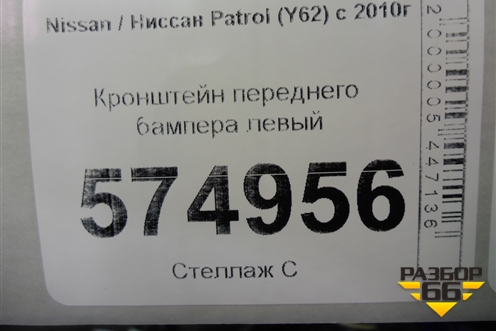 Nissan / Ниссан Patrol (Y62) с 2010г
Кронштейн переднего
бампера левый
574956
Стеллаж С
2000005447136
РАЗБОР
66